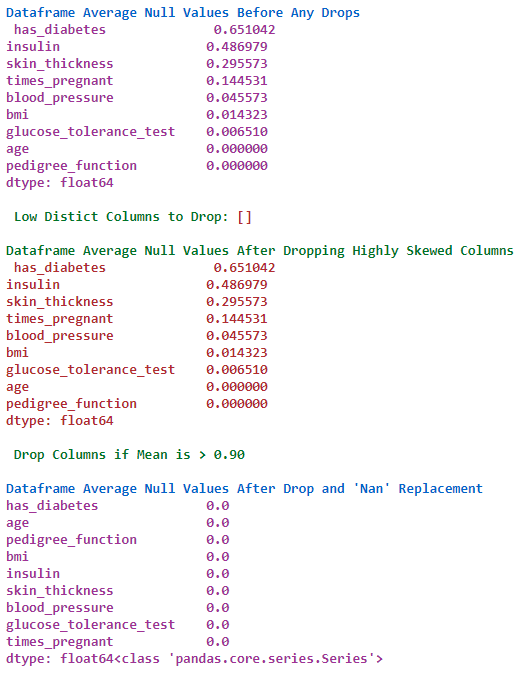 Dataframe Average Null Values Before Any Drops
has_diabetes 0.651042
insulin 0.486979
skin_thickness 0.295573
times_pregnant 0.144531
blood_pressure 0.045573
bmi 0.014323
glucose_tolerance_test 0.006510
age 0.000000
pedigree_function 0.000000
dtype: float64
Low Distict Columns to Drop: []
Dataframe Average Null Values After Dropping Highly Skewed Columns
has_diabetes 0.651042
insulin 0.486979
skin_thickness 0.295573
times_pregnant 0.144531
blood_pressure 0.045573
bmi 0.014323
glucose_tolerance_test 0.006510
age 0.000000
pedigree_function 0.000000
dtype: float64
Drop Columns if Mean is > 0.90
Dataframe Average Null Values After Drop and 'Nan' Replacement
has_diabetes 0.0
age 0.0
pedigree_function 0.0
bmi 0.0
insulin 0.0
skin_thickness 0.0
blood_pressure 0.0
glucose_tolerance_test 0.0
times_pregnant 0.0
dtype: float64<class 'pandas.core.series.Series'>